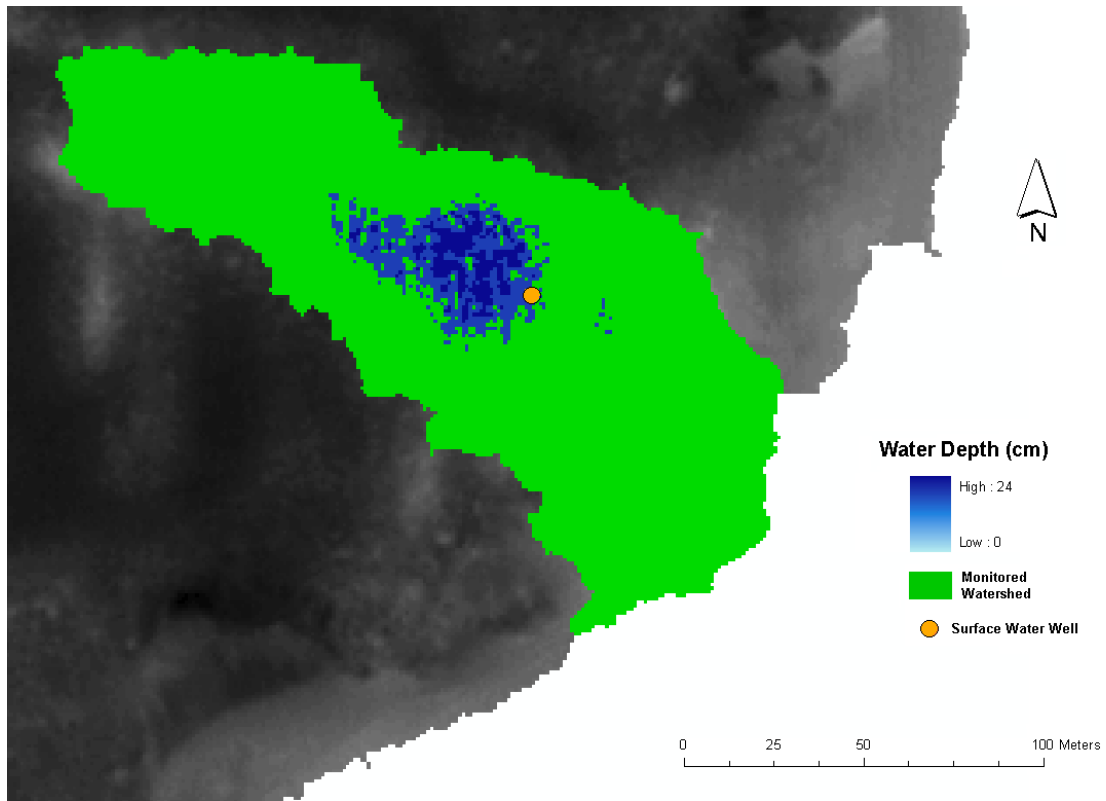 N
Water Depth (cm)
High : 24
Low : 0
Monitored
Watershed
Surface Water Well
0 25 50 100 Meters